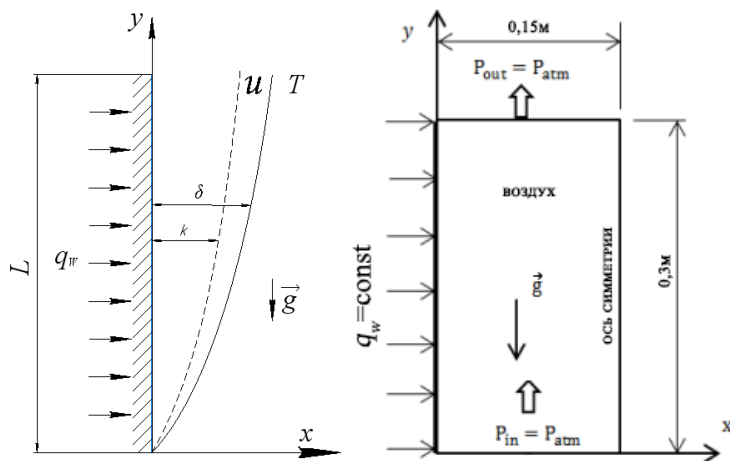 y
u
T
δ
k
L
q_w
g
x
y
0,15м
P_out = P_atm
воздух
q_w =const
g
ось симметрии
0,3м
P_in = P_atm
x